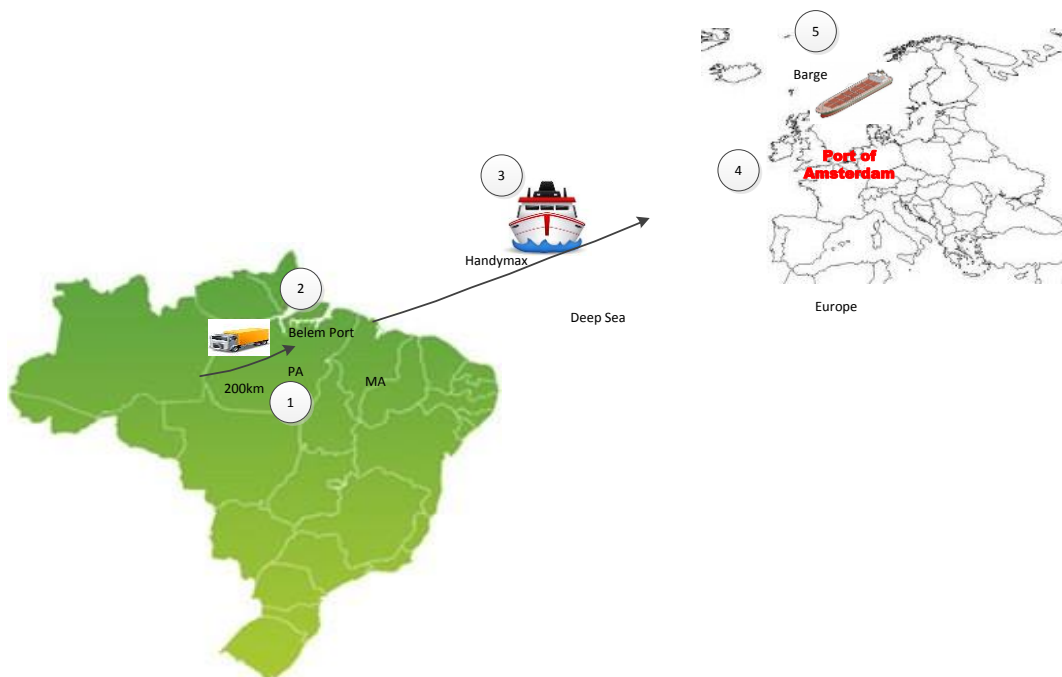 5
Barge
Port of
Amsterdam
4
3
Handymax
Europe
Deep Sea
2
Belem Port
PA
MA
200km
1